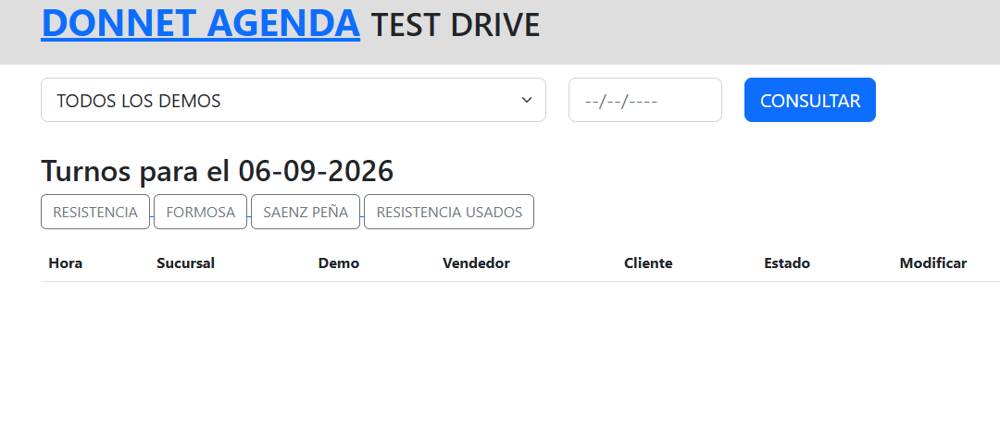 DONNET AGENDA TEST DRIVE
TODOS LOS DEMOS --/--/---- CONSULTAR
Turnos para el 06-09-2026
RESISTENCIA FORMOSA SAENZ PEÑA RESISTENCIA USADOS
Hora Sucursal Demo Vendedor Cliente Estado Modificar